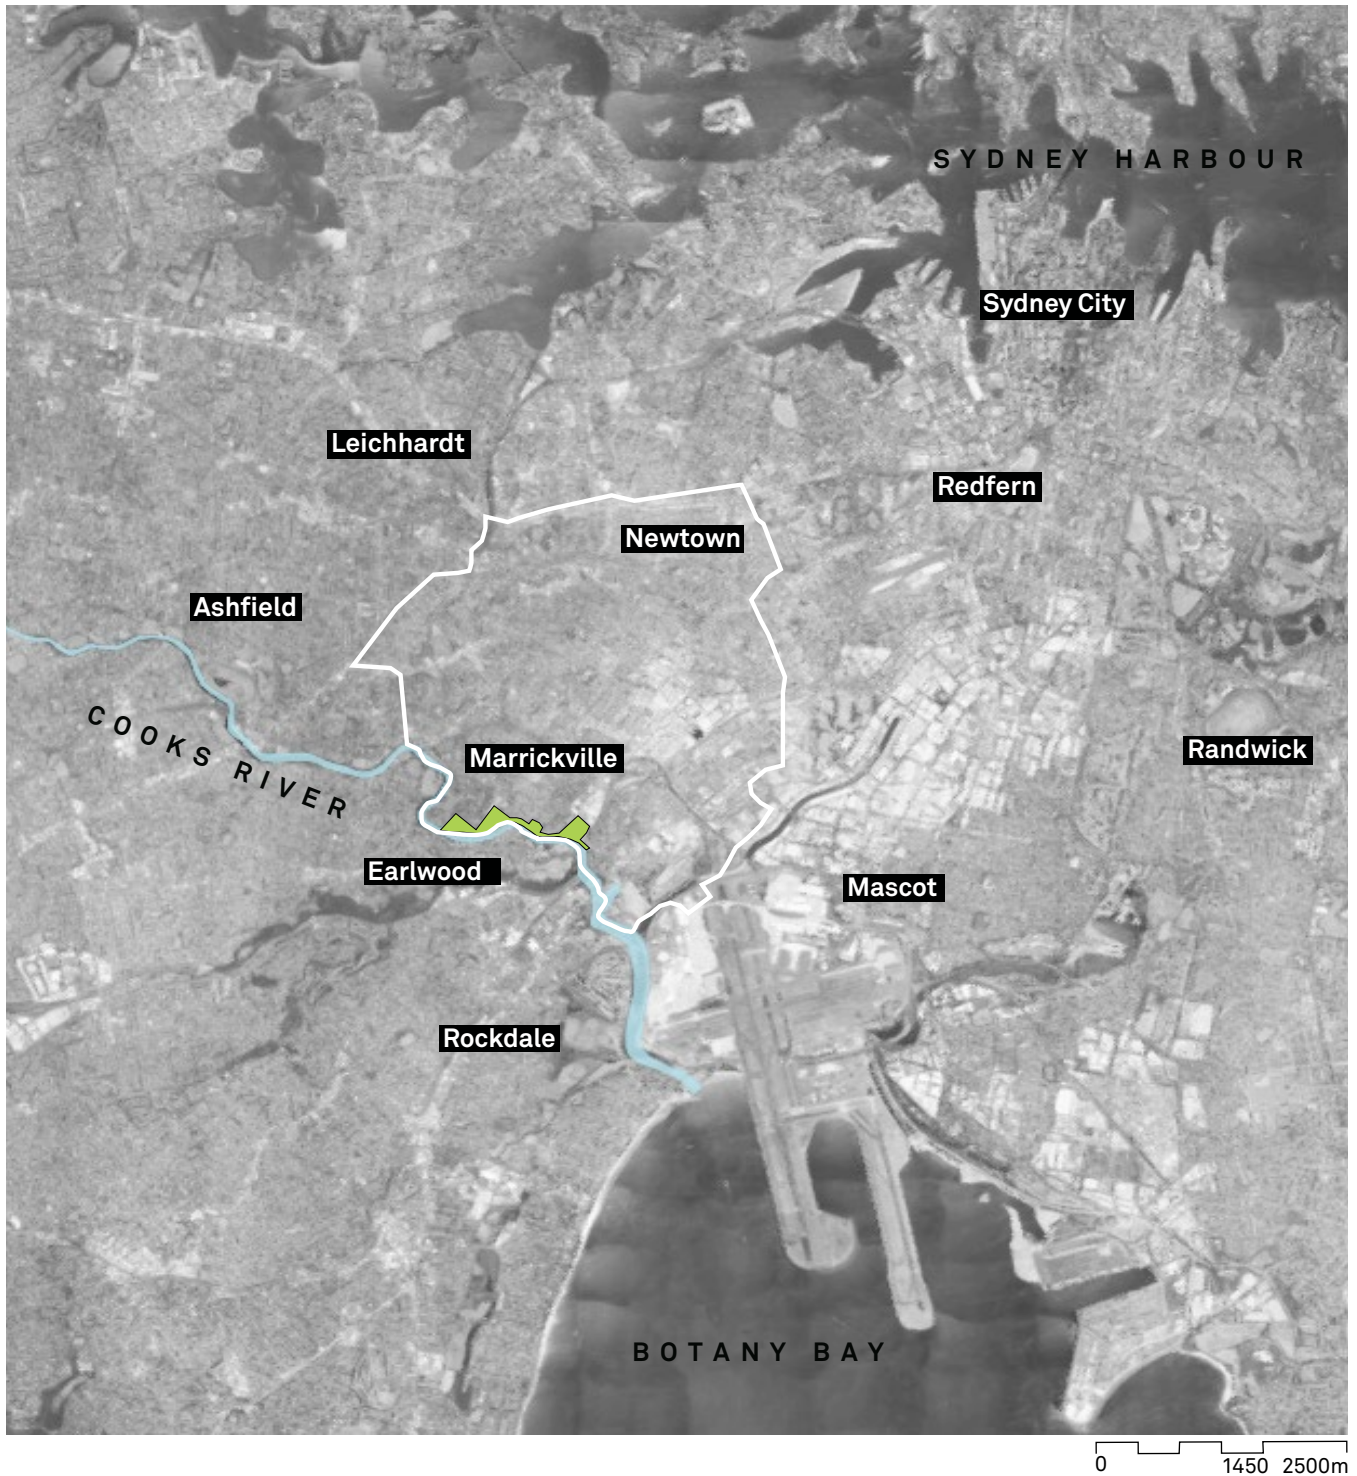 SYDNEY HARBOUR
Sydney City
Leichhardt
Redfern
Newtown
Ashfield
COOKS RIVER
Randwick
Marrickville
Earlwood
Mascot
Rockdale
BOTANY BAY
0 1450 2500m